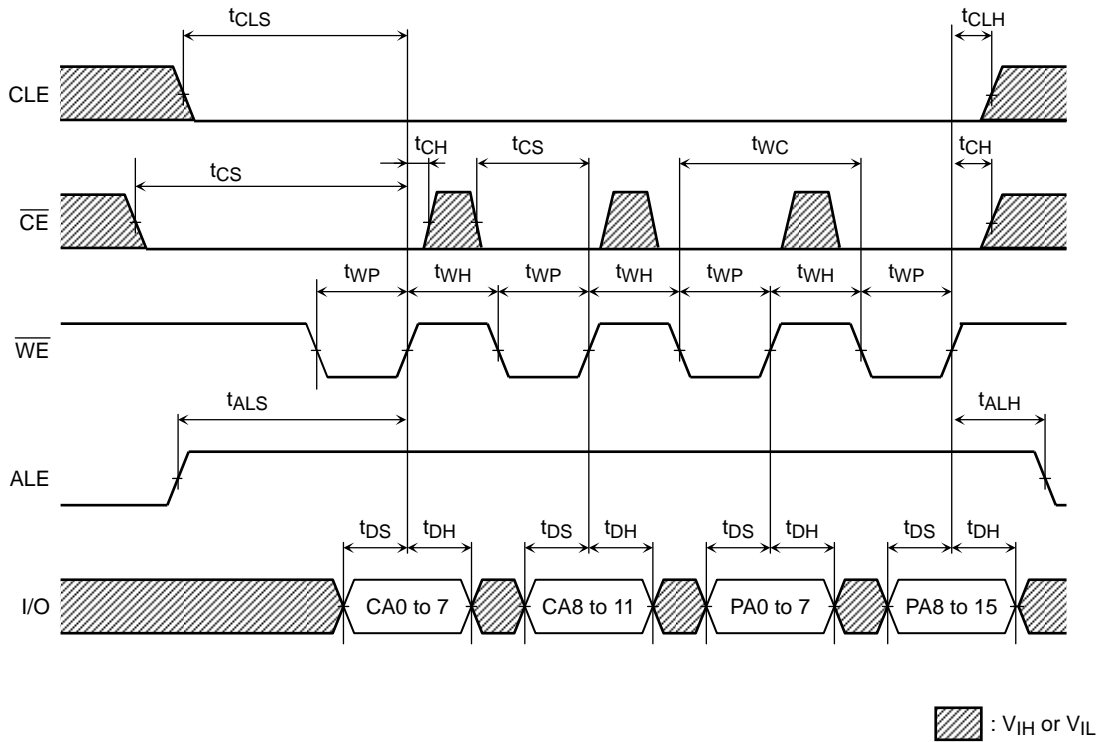 tCLS tCLH
CLE
tCH tCS tWC tCH
tCS
CE
tWP tWH tWP tWH tWP tWH tWP
WE
tALS tALH
ALE
tDS tDH tDS tDH tDS tDH tDS tDH
I/O CA0 to 7 CA8 to 11 PA0 to 7 PA8 to 15
: VIH or VIL